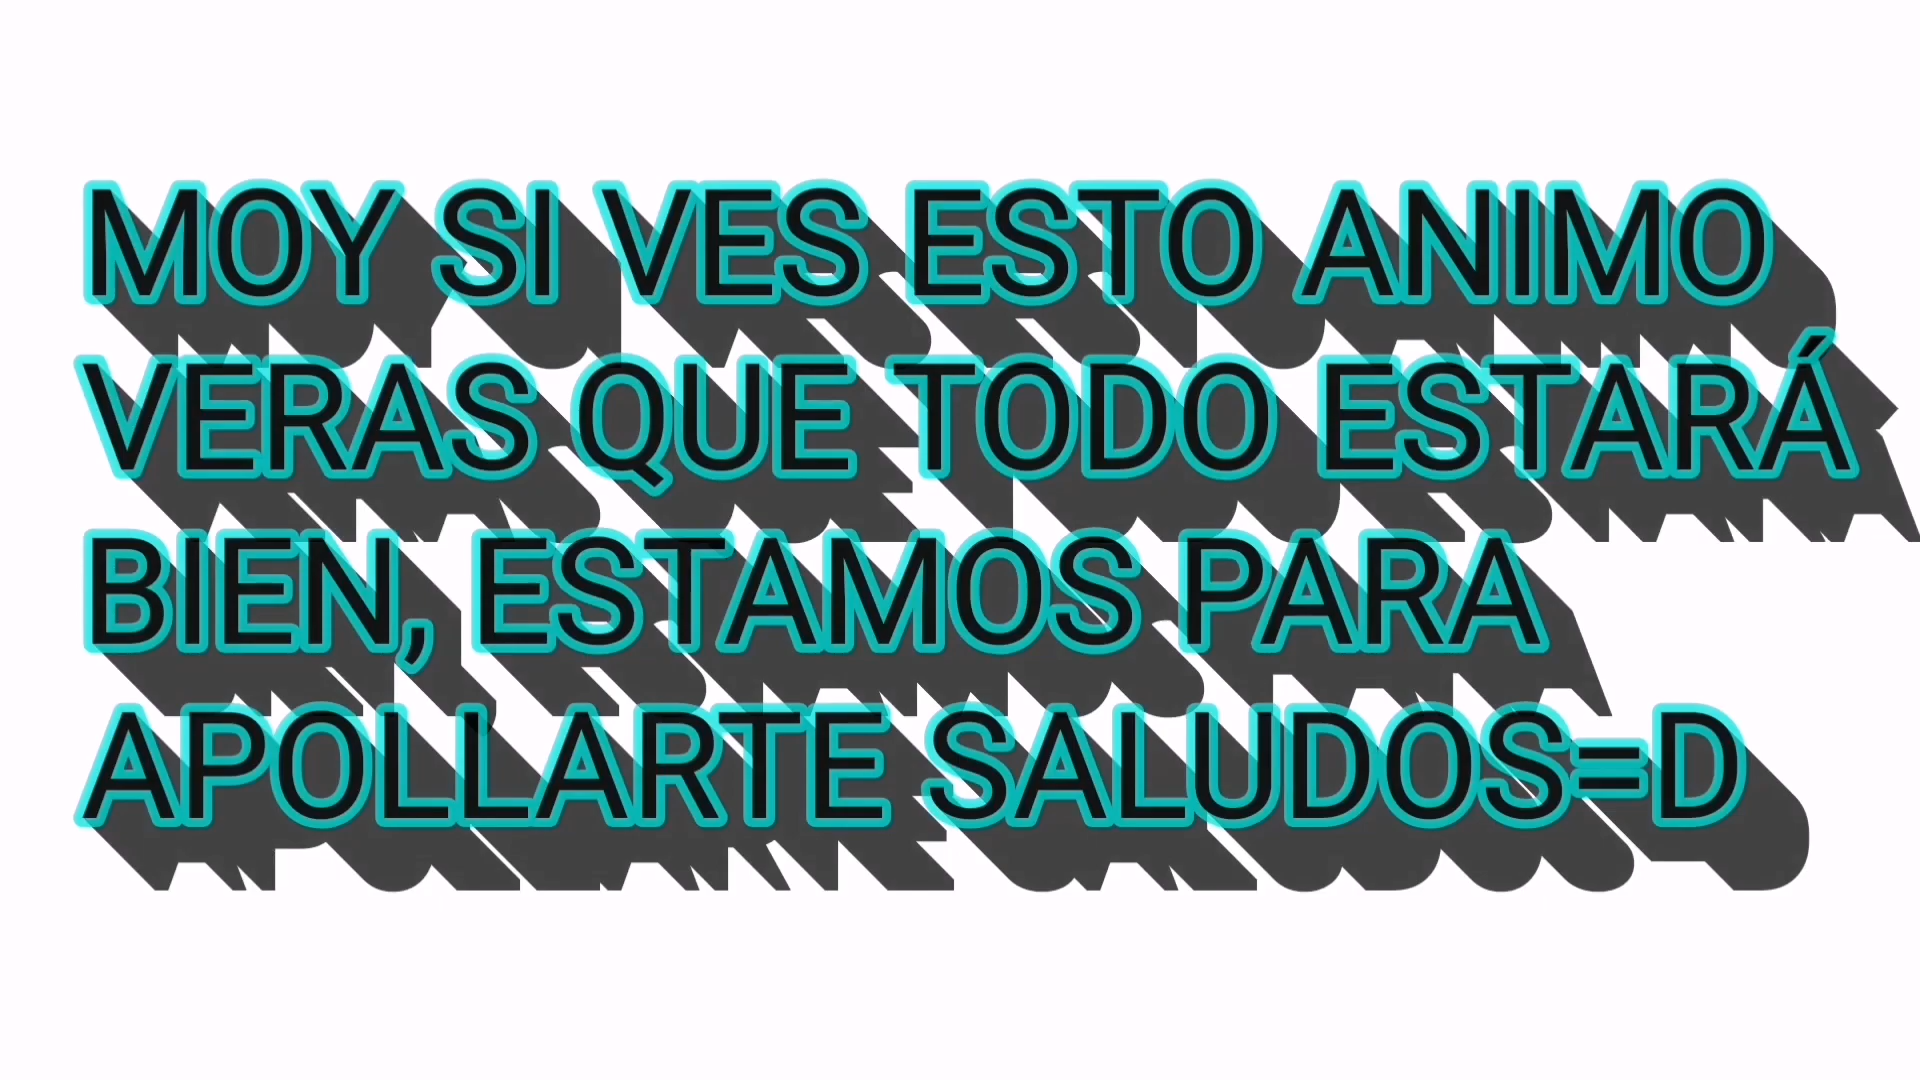 MOY SI VES ESTO ANIMO
VERAS QUE TODO ESTARÁ
BIEN, ESTAMOS PARA
APOLLARTE SALUDOS=D